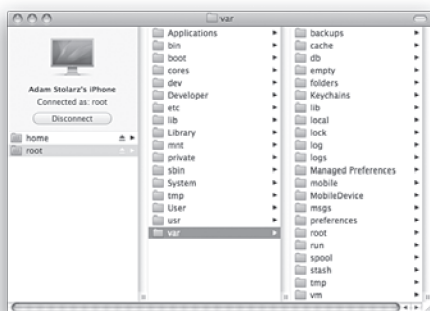 var
Adam Stolarz's iPhone
Connected as: root
Disconnect
home
root
Applications
bin
boot
cores
dev
Developer
etc
lib
Library
mnt
private
sbin
System
tmp
User
usr
var
backups
cache
db
empty
folders
Keychains
lib
local
lock
log
logs
Managed Preferences
mobile
MobileDevice
msgs
preferences
root
run
spool
stash
tmp
vm